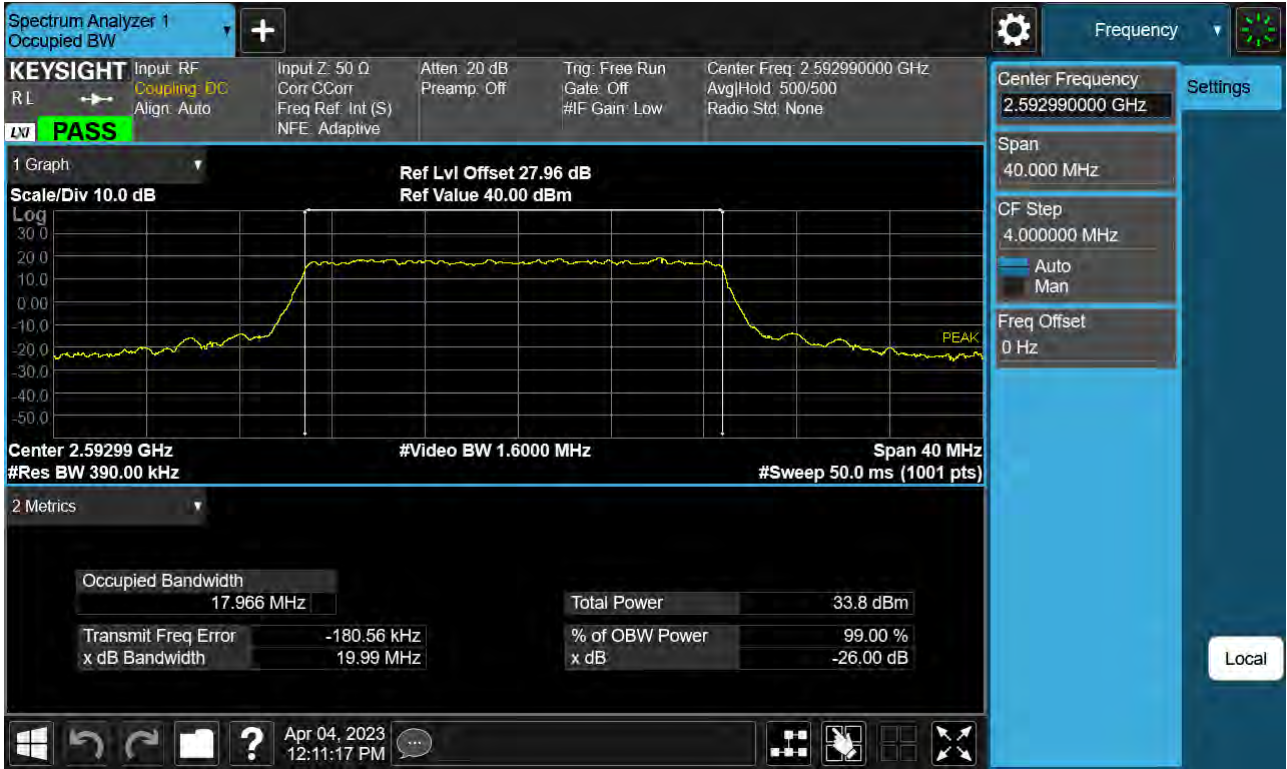 Spectrum Analyzer 1
Occupied BW
Frequency
KEYSIGHT
RL
LXI
PASS
Input: RF
Coupling: DC
Align: Auto
Input Z: 50 Ω
Corr CCorr
Freq Ref: Int (S)
NFE: Adaptive
Atten: 20 dB
Preamp: Off
Trig: Free Run
Gate: Off
#IF Gain: Low
Center Freq: 2.592990000 GHz
Avg|Hold: 500/500
Radio Std: None
Center Frequency
2.592990000 GHz
Settings
Span
40.000 MHz
CF Step
4.000000 MHz
Auto
Man
Freq Offset
0 Hz
Local
1 Graph
Scale/Div 10.0 dB
Ref Lvl Offset 27.96 dB
Ref Value 40.00 dBm
Log
30.0
20.0
10.0
0.00
-10.0
-20.0
-30.0
-40.0
-50.0
PEAK
Center 2.59299 GHz
#Video BW 1.6000 MHz
Span 40 MHz
#Res BW 390.00 kHz
#Sweep 50.0 ms (1001 pts)
2 Metrics
Occupied Bandwidth
17.966 MHz
Total Power 33.8 dBm
Transmit Freq Error -180.56 kHz
% of OBW Power 99.00 %
x dB Bandwidth 19.99 MHz
x dB -26.00 dB
?
Apr 04, 2023
12:11:17 PM